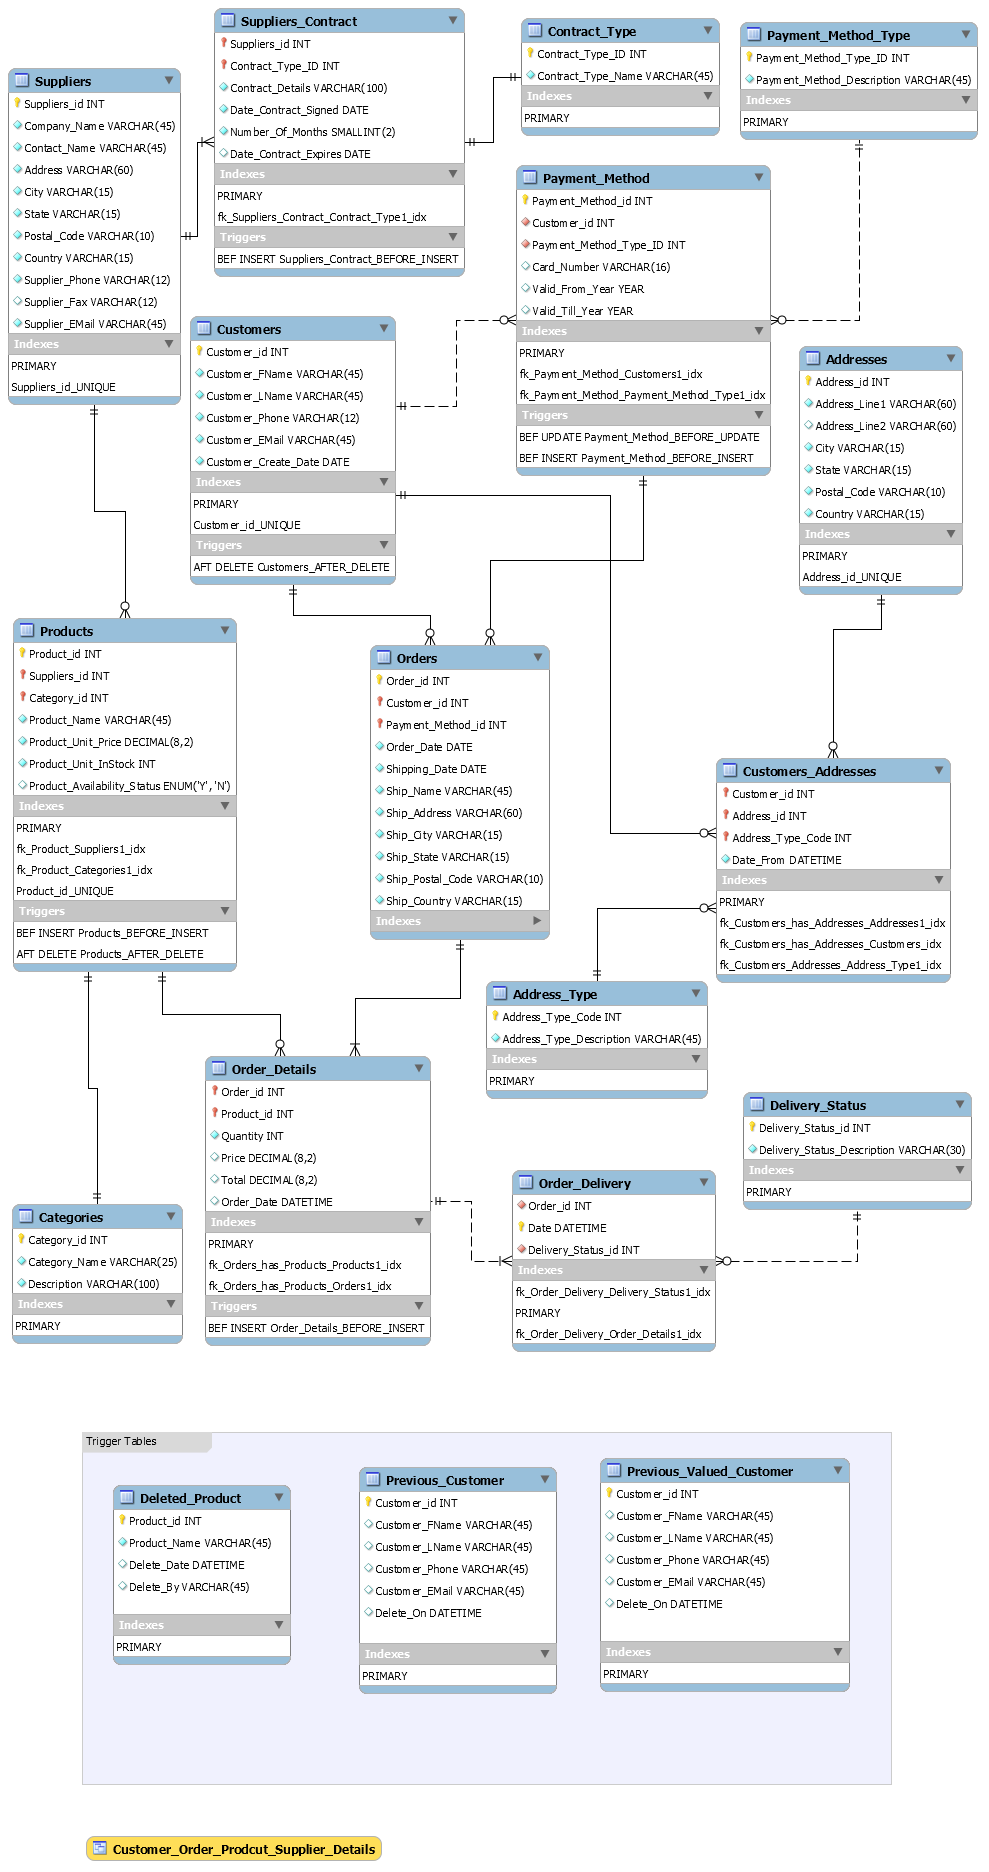 Suppliers_Contract
Suppliers_id INT
Contract_Type_ID INT
Contract_Details VARCHAR(100)
Date_Contract_Signed DATE
Number_Of_Months SMALLINT(2)
Date_Contract_Expires DATE
Indexes
PRIMARY
fk_Suppliers_Contract_Contract_Type1_idx
Triggers
BEF INSERT Suppliers_Contract_BEFORE_INSERT
Contract_Type
Contract_Type_ID INT
Contract_Type_Name VARCHAR(45)
Indexes
PRIMARY
Payment_Method_Type
Payment_Method_Type_ID INT
Payment_Method_Description VARCHAR(45)
Indexes
PRIMARY
Suppliers
Suppliers_id INT
Company_Name VARCHAR(45)
Contact_Name VARCHAR(45)
Address VARCHAR(60)
City VARCHAR(15)
State VARCHAR(15)
Postal_Code VARCHAR(10)
Country VARCHAR(15)
Supplier_Phone VARCHAR(12)
Supplier_Fax VARCHAR(12)
Supplier_EMail VARCHAR(45)
Indexes
PRIMARY
Suppliers_id_UNIQUE
Payment_Method
Payment_Method_id INT
Customer_id INT
Payment_Method_Type_ID INT
Card_Number VARCHAR(16)
Valid_From_Year YEAR
Valid_Till_Year YEAR
Indexes
PRIMARY
fk_Payment_Method_Customers1_idx
fk_Payment_Method_Payment_Method_Type1_idx
Triggers
BEF UPDATE Payment_Method_BEFORE_UPDATE
BEF INSERT Payment_Method_BEFORE_INSERT
Customers
Customer_id INT
Customer_FName VARCHAR(45)
Customer_LName VARCHAR(45)
Customer_Phone VARCHAR(12)
Customer_EMail VARCHAR(45)
Customer_Create_Date DATE
Indexes
PRIMARY
Customer_id_UNIQUE
Triggers
AFT DELETE Customers_AFTER_DELETE
Addresses
Address_id INT
Address_Line1 VARCHAR(60)
Address_Line2 VARCHAR(60)
City VARCHAR(15)
State VARCHAR(15)
Postal_Code VARCHAR(10)
Country VARCHAR(15)
Indexes
PRIMARY
Address_id_UNIQUE
Products
Product_id INT
Suppliers_id INT
Category_id INT
Product_Name VARCHAR(45)
Product_Unit_Price DECIMAL(8,2)
Product_Unit_InStock INT
Product_Availability_Status ENUM('Y', 'N')
Indexes
PRIMARY
fk_Product_Suppliers1_idx
fk_Product_Categories1_idx
Product_id_UNIQUE
Triggers
BEF INSERT Products_BEFORE_INSERT
AFT DELETE Products_AFTER_DELETE
Orders
Order_id INT
Customer_id INT
Payment_Method_id INT
Order_Date DATE
Shipping_Date DATE
Ship_Name VARCHAR(45)
Ship_Address VARCHAR(60)
Ship_City VARCHAR(15)
Ship_State VARCHAR(15)
Ship_Postal_Code VARCHAR(10)
Ship_Country VARCHAR(15)
Indexes
Customers_Addresses
Customer_id INT
Address_id INT
Address_Type_Code INT
Date_From DATETIME
Indexes
PRIMARY
fk_Customers_has_Addresses_Addresses1_idx
fk_Customers_has_Addresses_Customers_idx
fk_Customers_Addresses_Address_Type1_idx
Address_Type
Address_Type_Code INT
Address_Type_Description VARCHAR(45)
Indexes
PRIMARY
Order_Details
Order_id INT
Product_id INT
Quantity INT
Price DECIMAL(8,2)
Total DECIMAL(8,2)
Order_Date DATETIME
Indexes
PRIMARY
fk_Orders_has_Products_Products1_idx
fk_Orders_has_Products_Orders1_idx
Triggers
BEF INSERT Order_Details_BEFORE_INSERT
Delivery_Status
Delivery_Status_id INT
Delivery_Status_Description VARCHAR(30)
Indexes
PRIMARY
Order_Delivery
Order_id INT
Date DATETIME
Delivery_Status_id INT
Indexes
fk_Order_Delivery_Delivery_Status1_idx
PRIMARY
fk_Order_Delivery_Order_Details1_idx
Categories
Category_id INT
Category_Name VARCHAR(25)
Description VARCHAR(100)
Indexes
PRIMARY
Trigger Tables
Deleted_Product
Product_id INT
Product_Name VARCHAR(45)
Delete_Date DATETIME
Delete_By VARCHAR(45)
Indexes
PRIMARY
Previous_Customer
Customer_id INT
Customer_FName VARCHAR(45)
Customer_LName VARCHAR(45)
Customer_Phone VARCHAR(45)
Customer_EMail VARCHAR(45)
Delete_On DATETIME
Indexes
PRIMARY
Previous_Valued_Customer
Customer_id INT
Customer_FName VARCHAR(45)
Customer_LName VARCHAR(45)
Customer_Phone VARCHAR(45)
Customer_EMail VARCHAR(45)
Delete_On DATETIME
Indexes
PRIMARY
Customer_Order_Prodcut_Supplier_Details